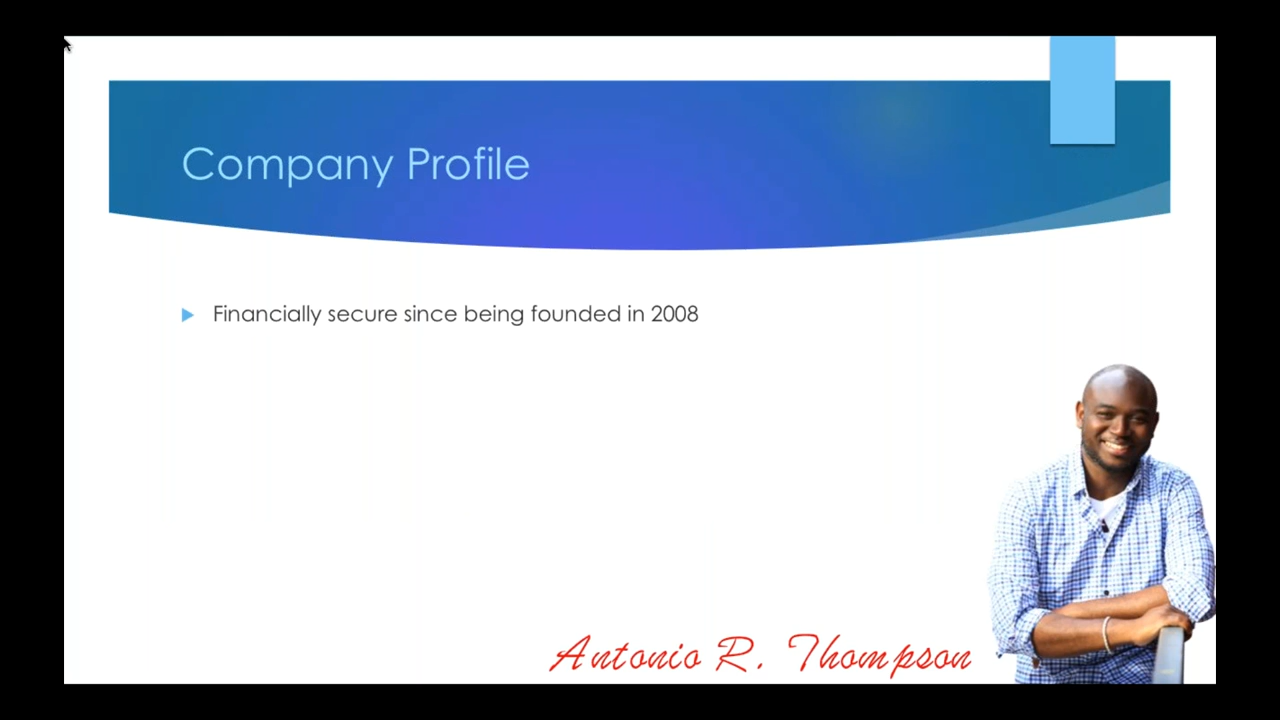 Company Profile
Financially secure since being founded in 2008
Antonio R. Thompson